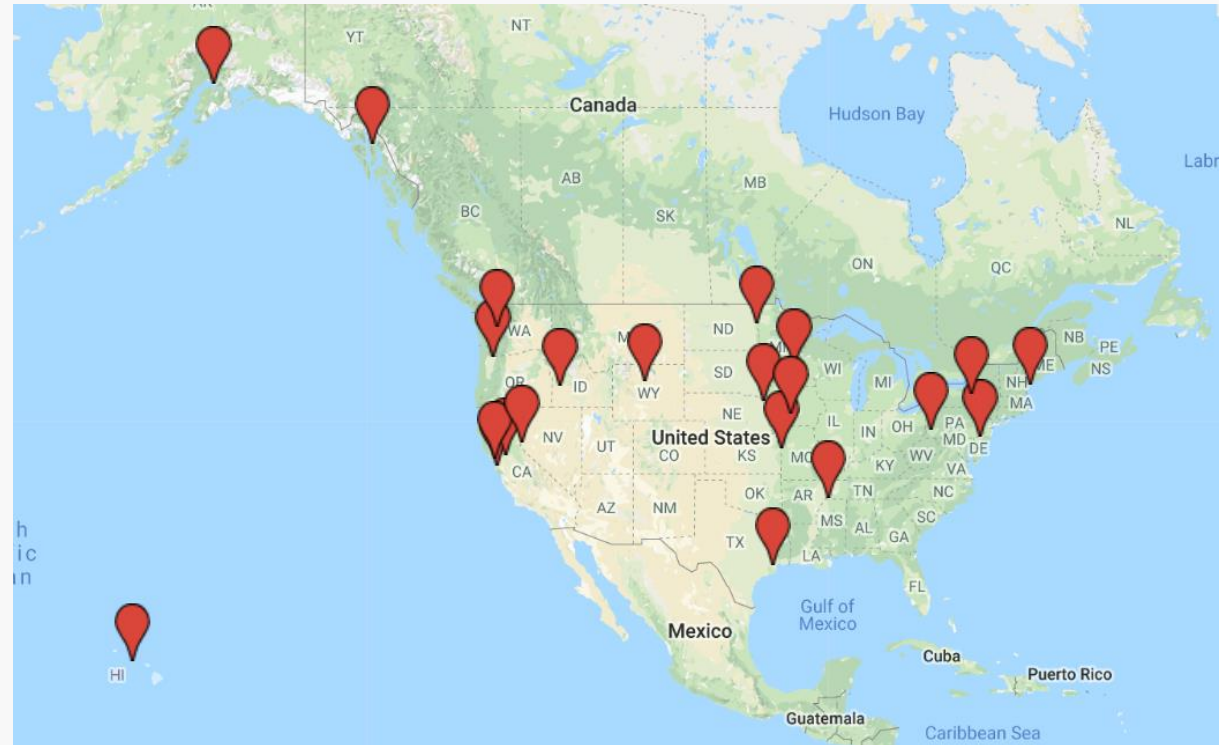 NT
YT
Canada
Hudson Bay
Labr
AB
MB
BC
SK
NL
ON
QC
WA
ND
NB
PE
NS
ME
OR
ID
SD
WI
MI
NH
MA
WY
NE
IL
IN
OH
PA
MD
DE
NV
UT
CO
United States
KS
MO
KY
WV
VA
CA
AZ
NM
OK
AR
TN
NC
SC
MS
AL
GA
TX
LA
FL
h
ic
an
Gulf of
Mexico
Mexico
Cuba
Puerto Rico
HI
Guatemala
Caribbean Sea